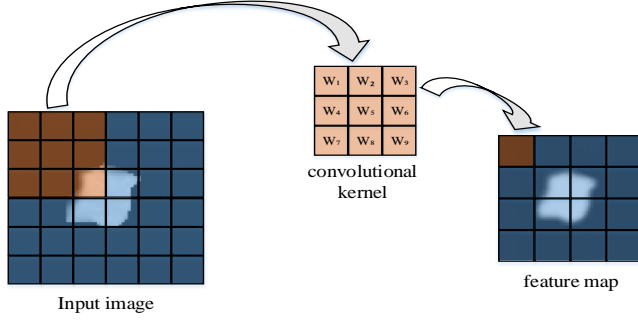 W₁ W₂ W₃
W₄ W₅ W₆
W₇ W₈ W₉
convolutional
kernel
feature map
Input image